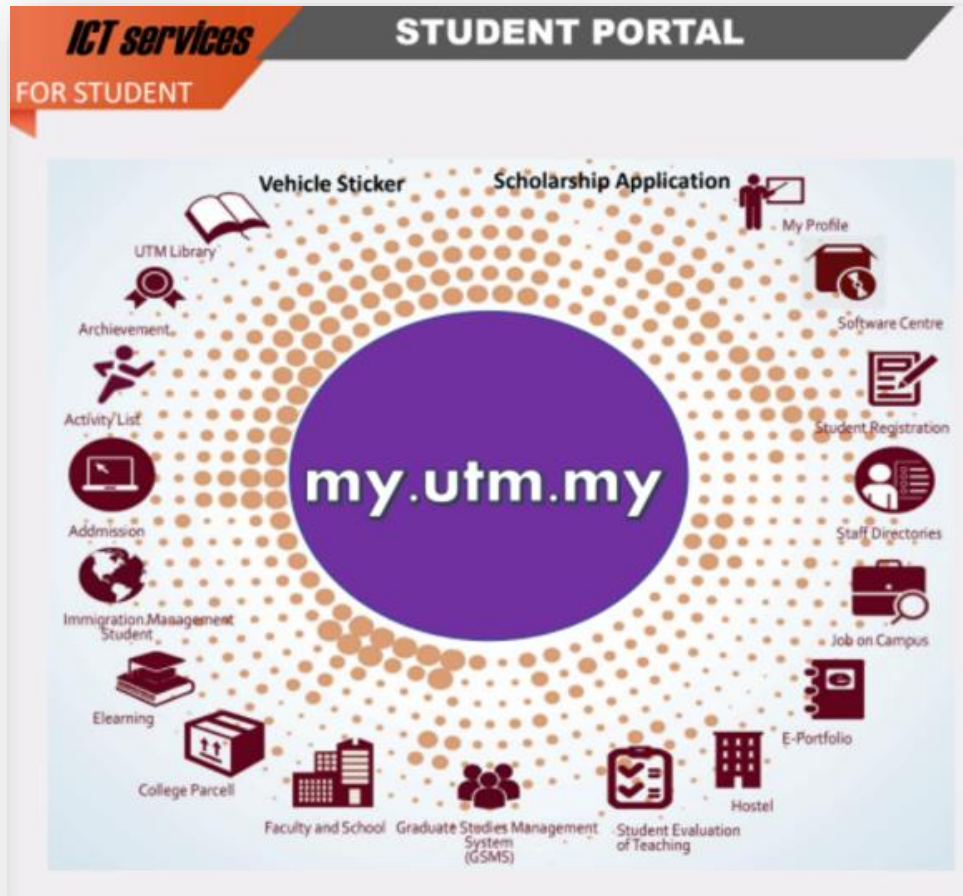 ICT services
STUDENT PORTAL
FOR STUDENT
Vehicle Sticker
Scholarship Application
My Profile
UTM Library
Software Centre
Archievement
Student Registration
Activity List
my.utm.my
Addmission
Staff Directories
Immigration Management
Student
Job on Campus
Elearning
E-Portfolio
College Parcell
Hostel
Faculty and School
Graduate Studies Management
System
(GSMS)
Student Evaluation
of Teaching